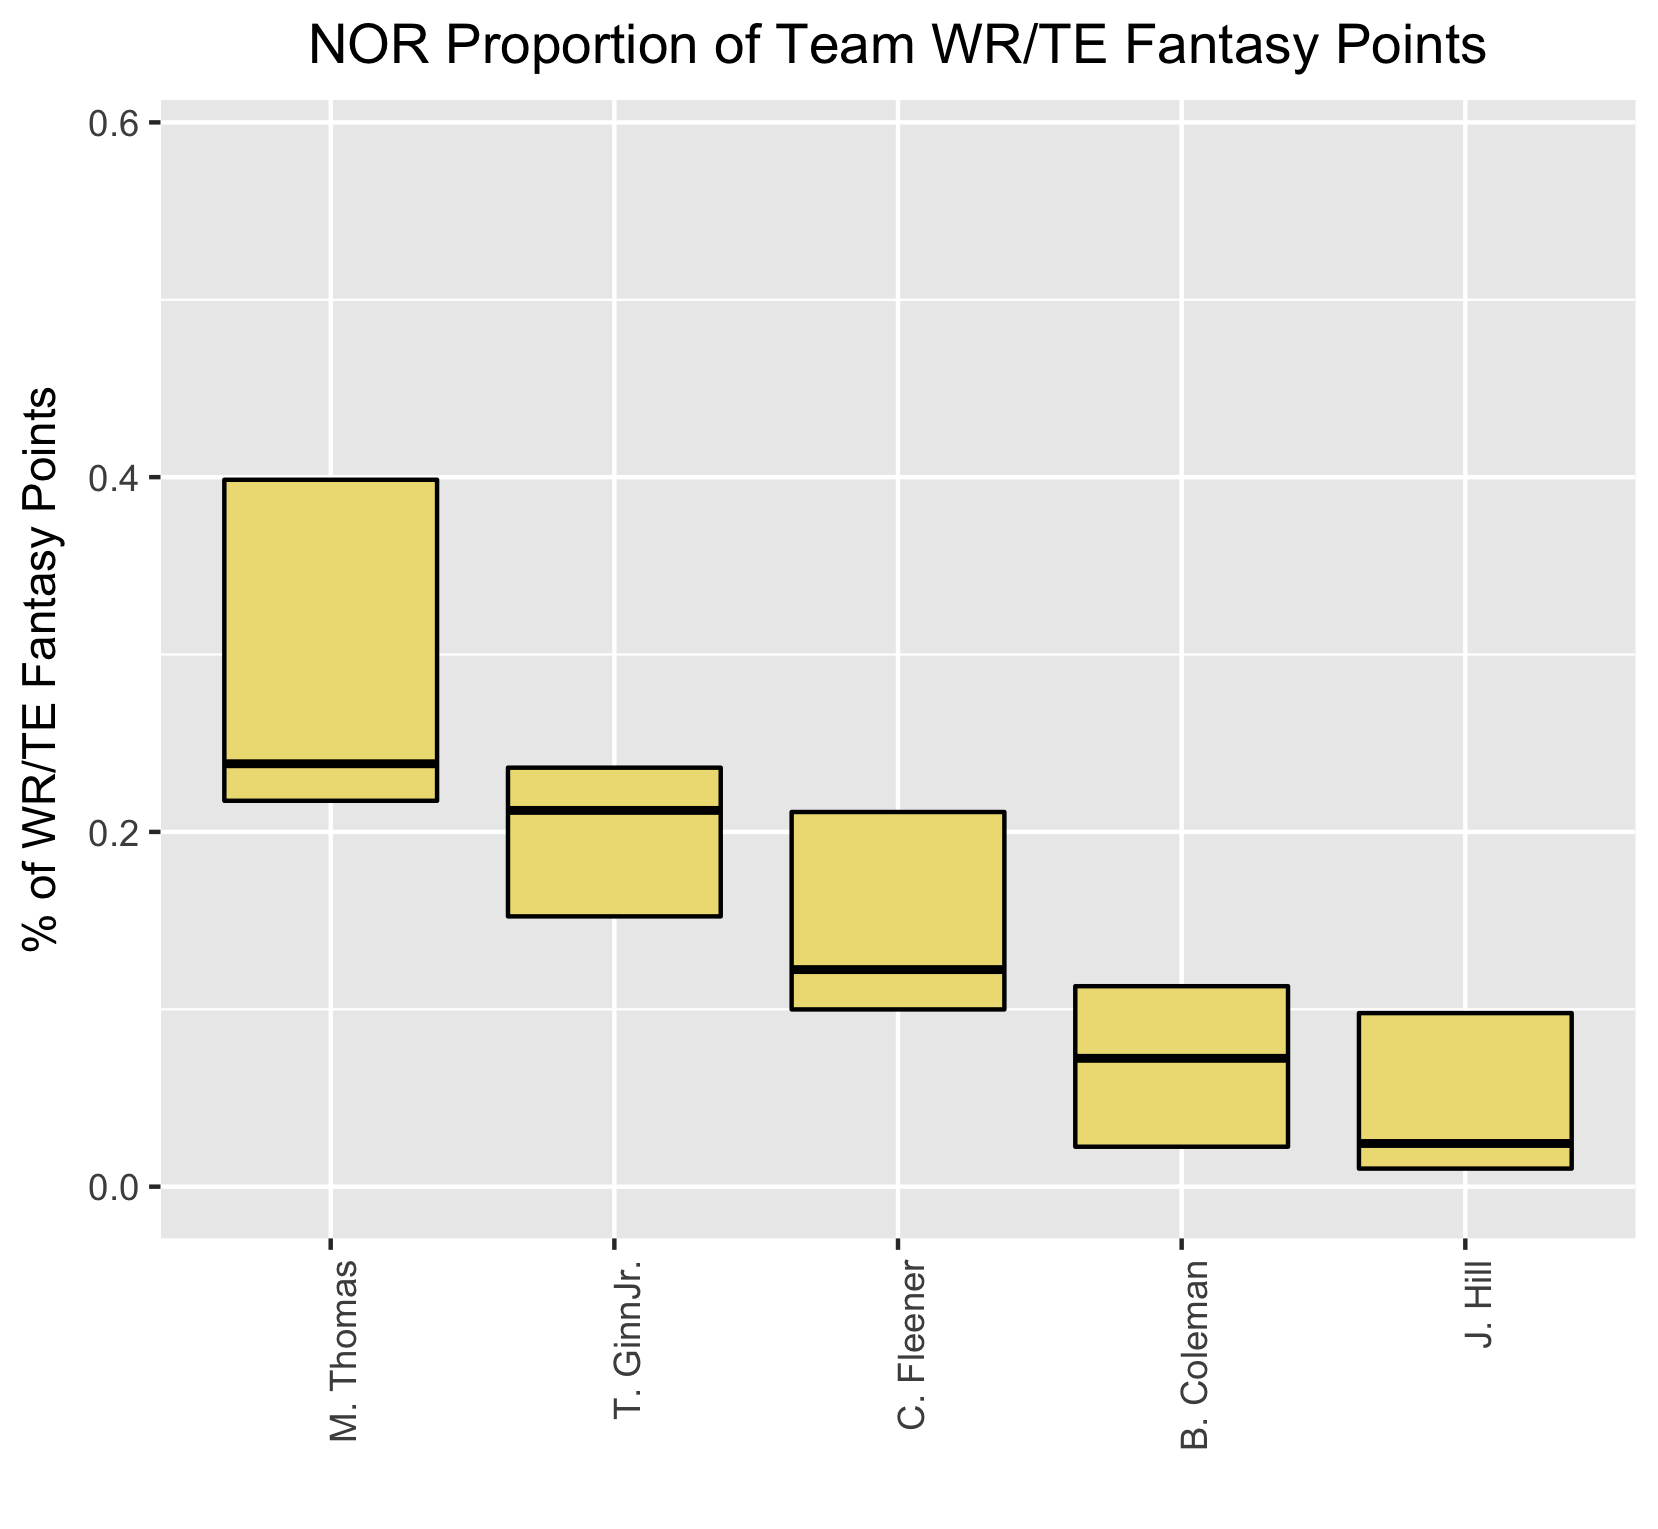 NOR Proportion of Team WR/TE Fantasy Points
% of WR/TE Fantasy Points
0.6
0.4
0.2
0.0
M. Thomas
T. GinnJr.
C. Fleener
B. Coleman
J. Hill